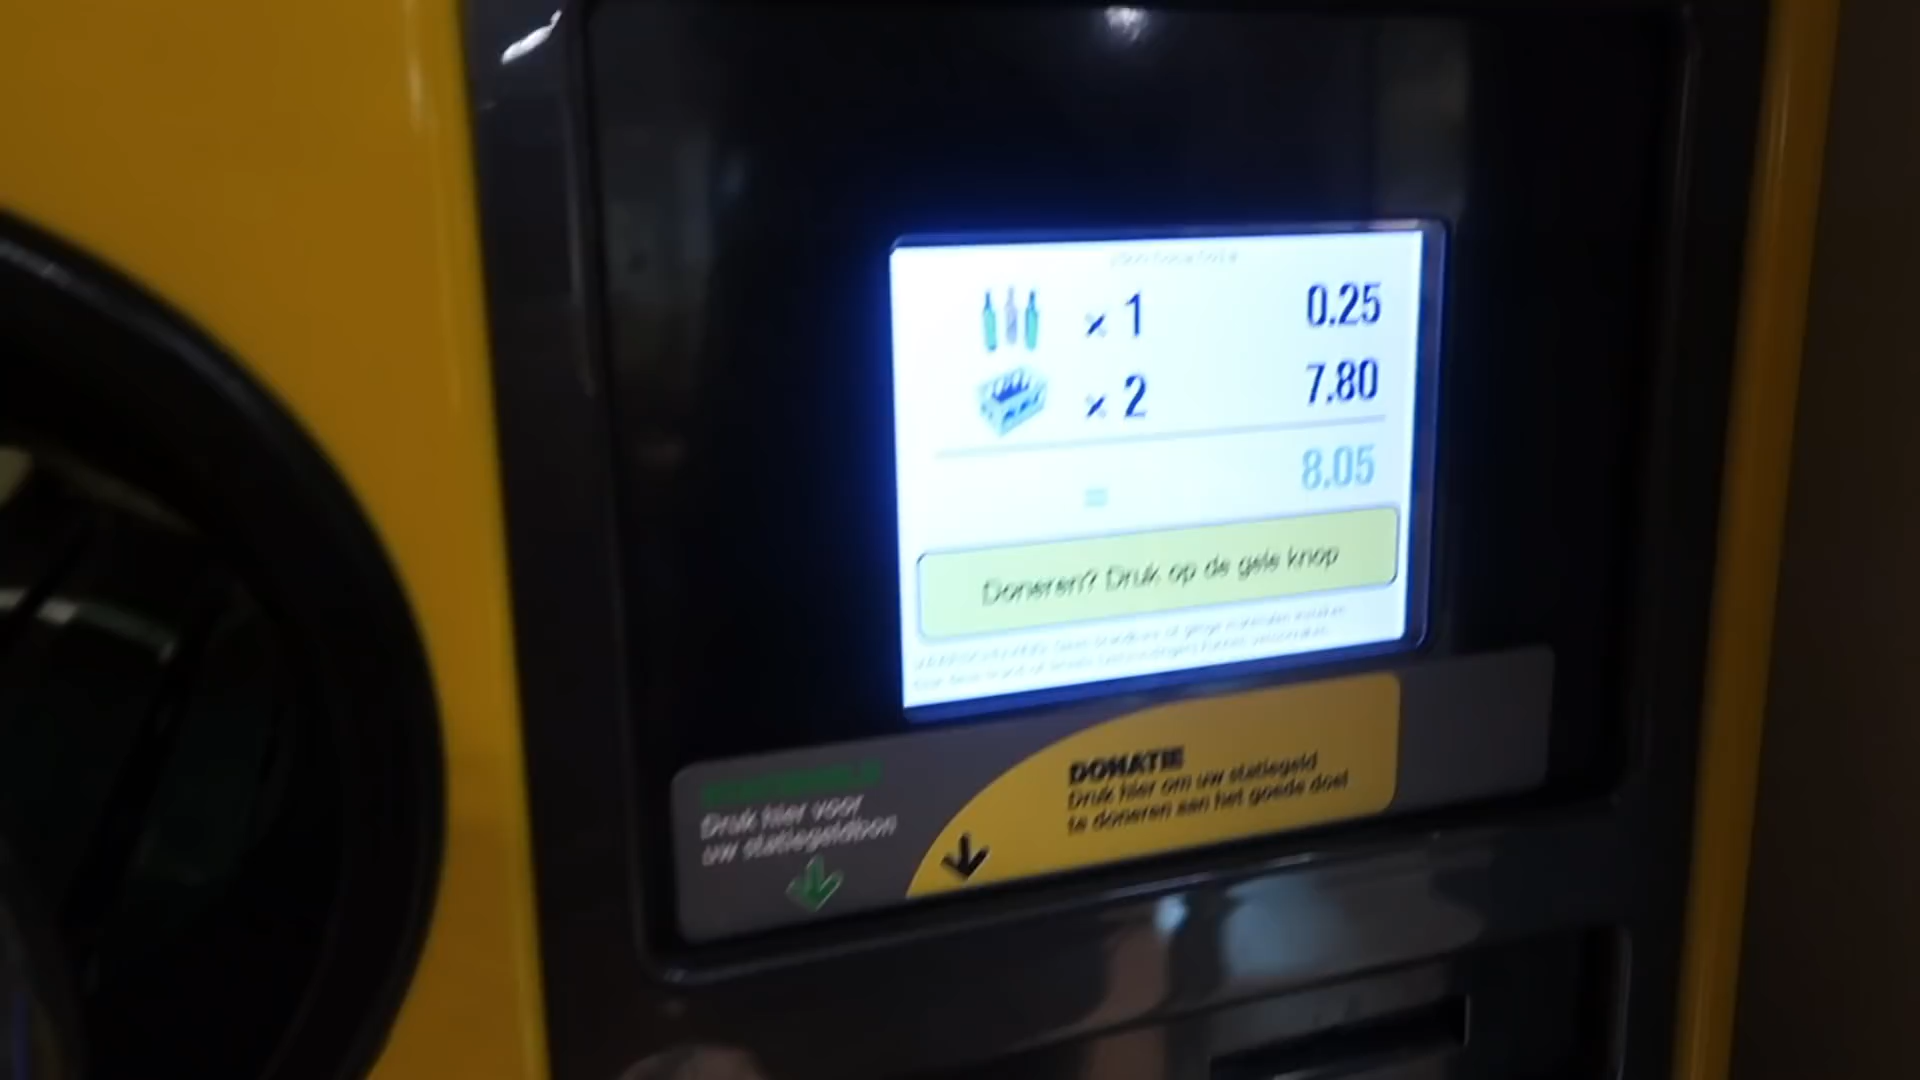 x 1 0.25
x 2 7.80
= 8.05
Doneren? Druk op de gele knop
Druk hier voor
uw statiegeldbon
DONATIE
Druk hier om uw statiegeld
te doneren aan het goede doel